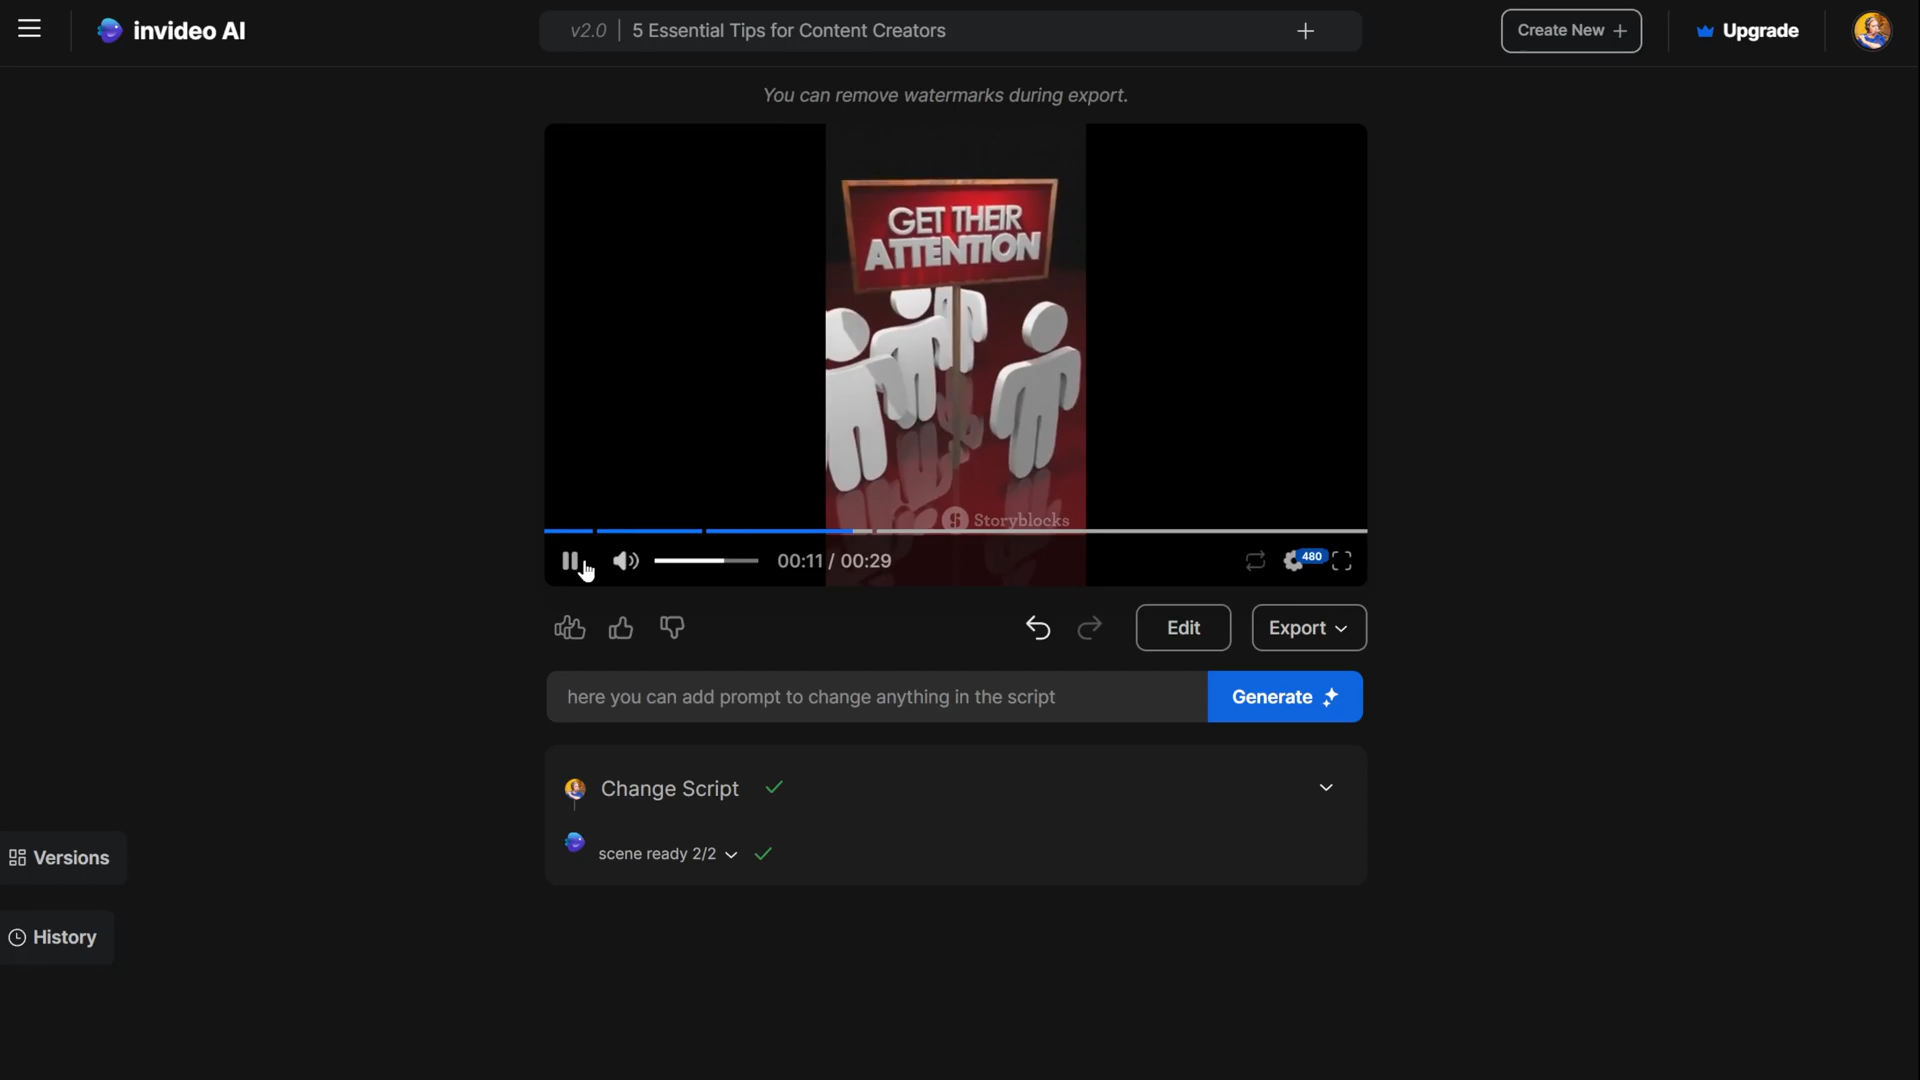 invideo AI
v2.0 | 5 Essential Tips for Content Creators
Create New
Upgrade
You can remove watermarks during export.
GET THEIR
ATTENTION
Storyblocks
00:11 / 00:29
480
Edit
Export
here you can add prompt to change anything in the script
Generate
Change Script
scene ready 2/2
Versions
History